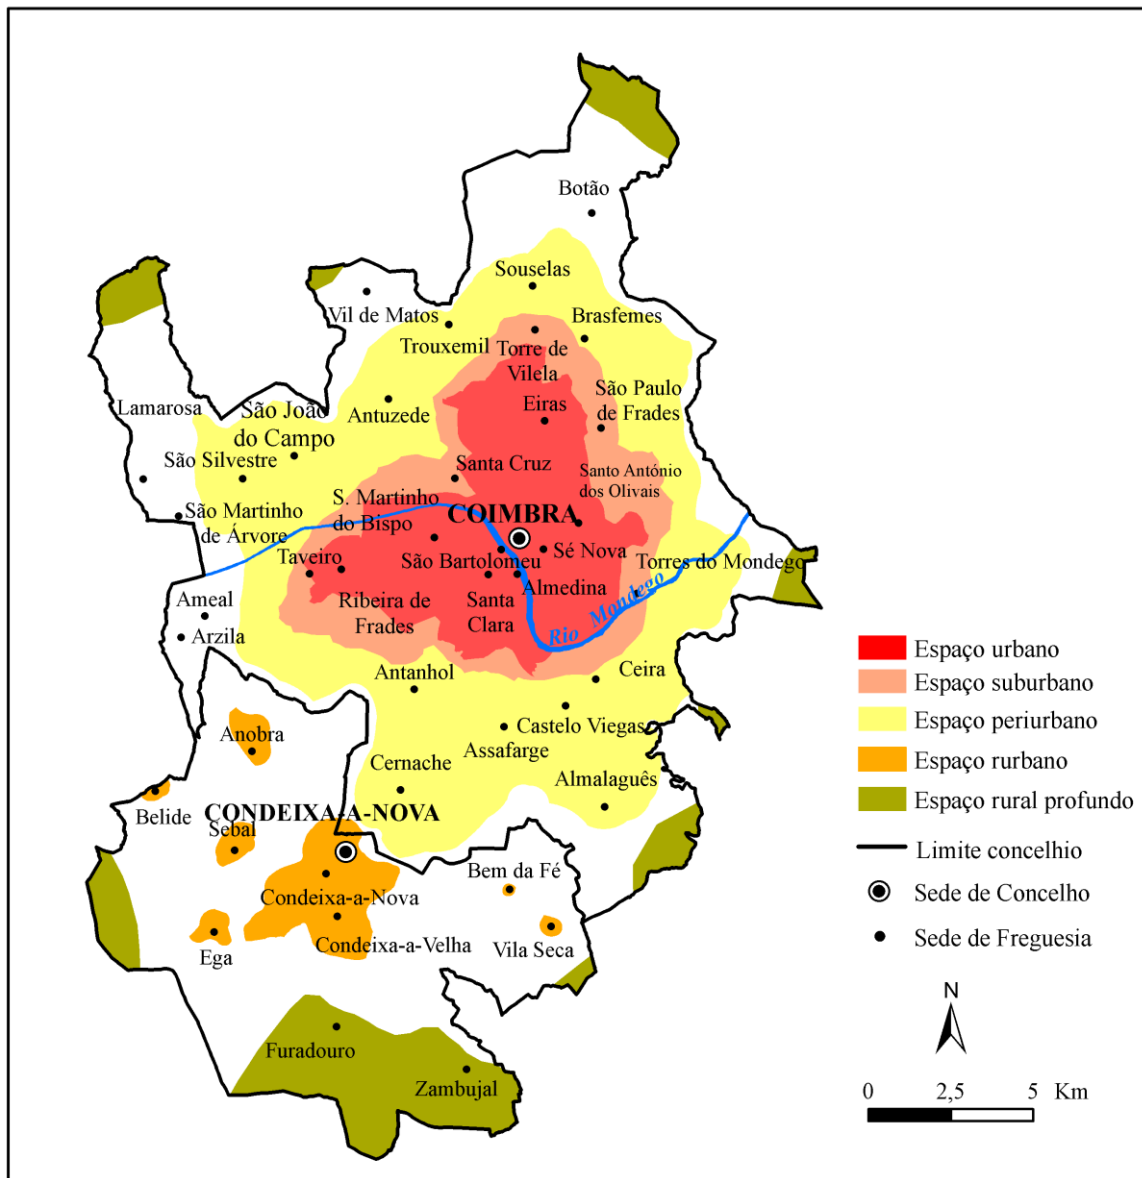 Botão
Souselas
Vil de Matos
Brasfemes
Trouxemil
Torre de
Vilela
São Paulo
de Frades
Lamarosa
São João
do Campo
Antuzede
Eiras
São Silvestre
Santa Cruz
Santo António
dos Olivais
S. Martinho
do Bispo
São Martinho
de Árvore
COIMBRA
Taveiro
São Bartolomeu
Sé Nova
Torres do Mondego
Ameal
Ribeira de
Frades
Santa
Clara
Almedina
Rio Mondego
Arzila
Antanhol
Ceira
Castelo Viegas
Anobra
Assafarge
Cernache
Almalaguês
Belide
CONDEIXA-A-NOVA
Sebal
Bem da Fé
Condeixa-a-Nova
Ega
Condeixa-a-Velha
Vila Seca
Furadouro
Zambujal
Espaço urbano
Espaço suburbano
Espaço periurbano
Espaço rurbano
Espaço rural profundo
Limite concelhio
Sede de Concelho
Sede de Freguesia
N
0 2,5 5 Km